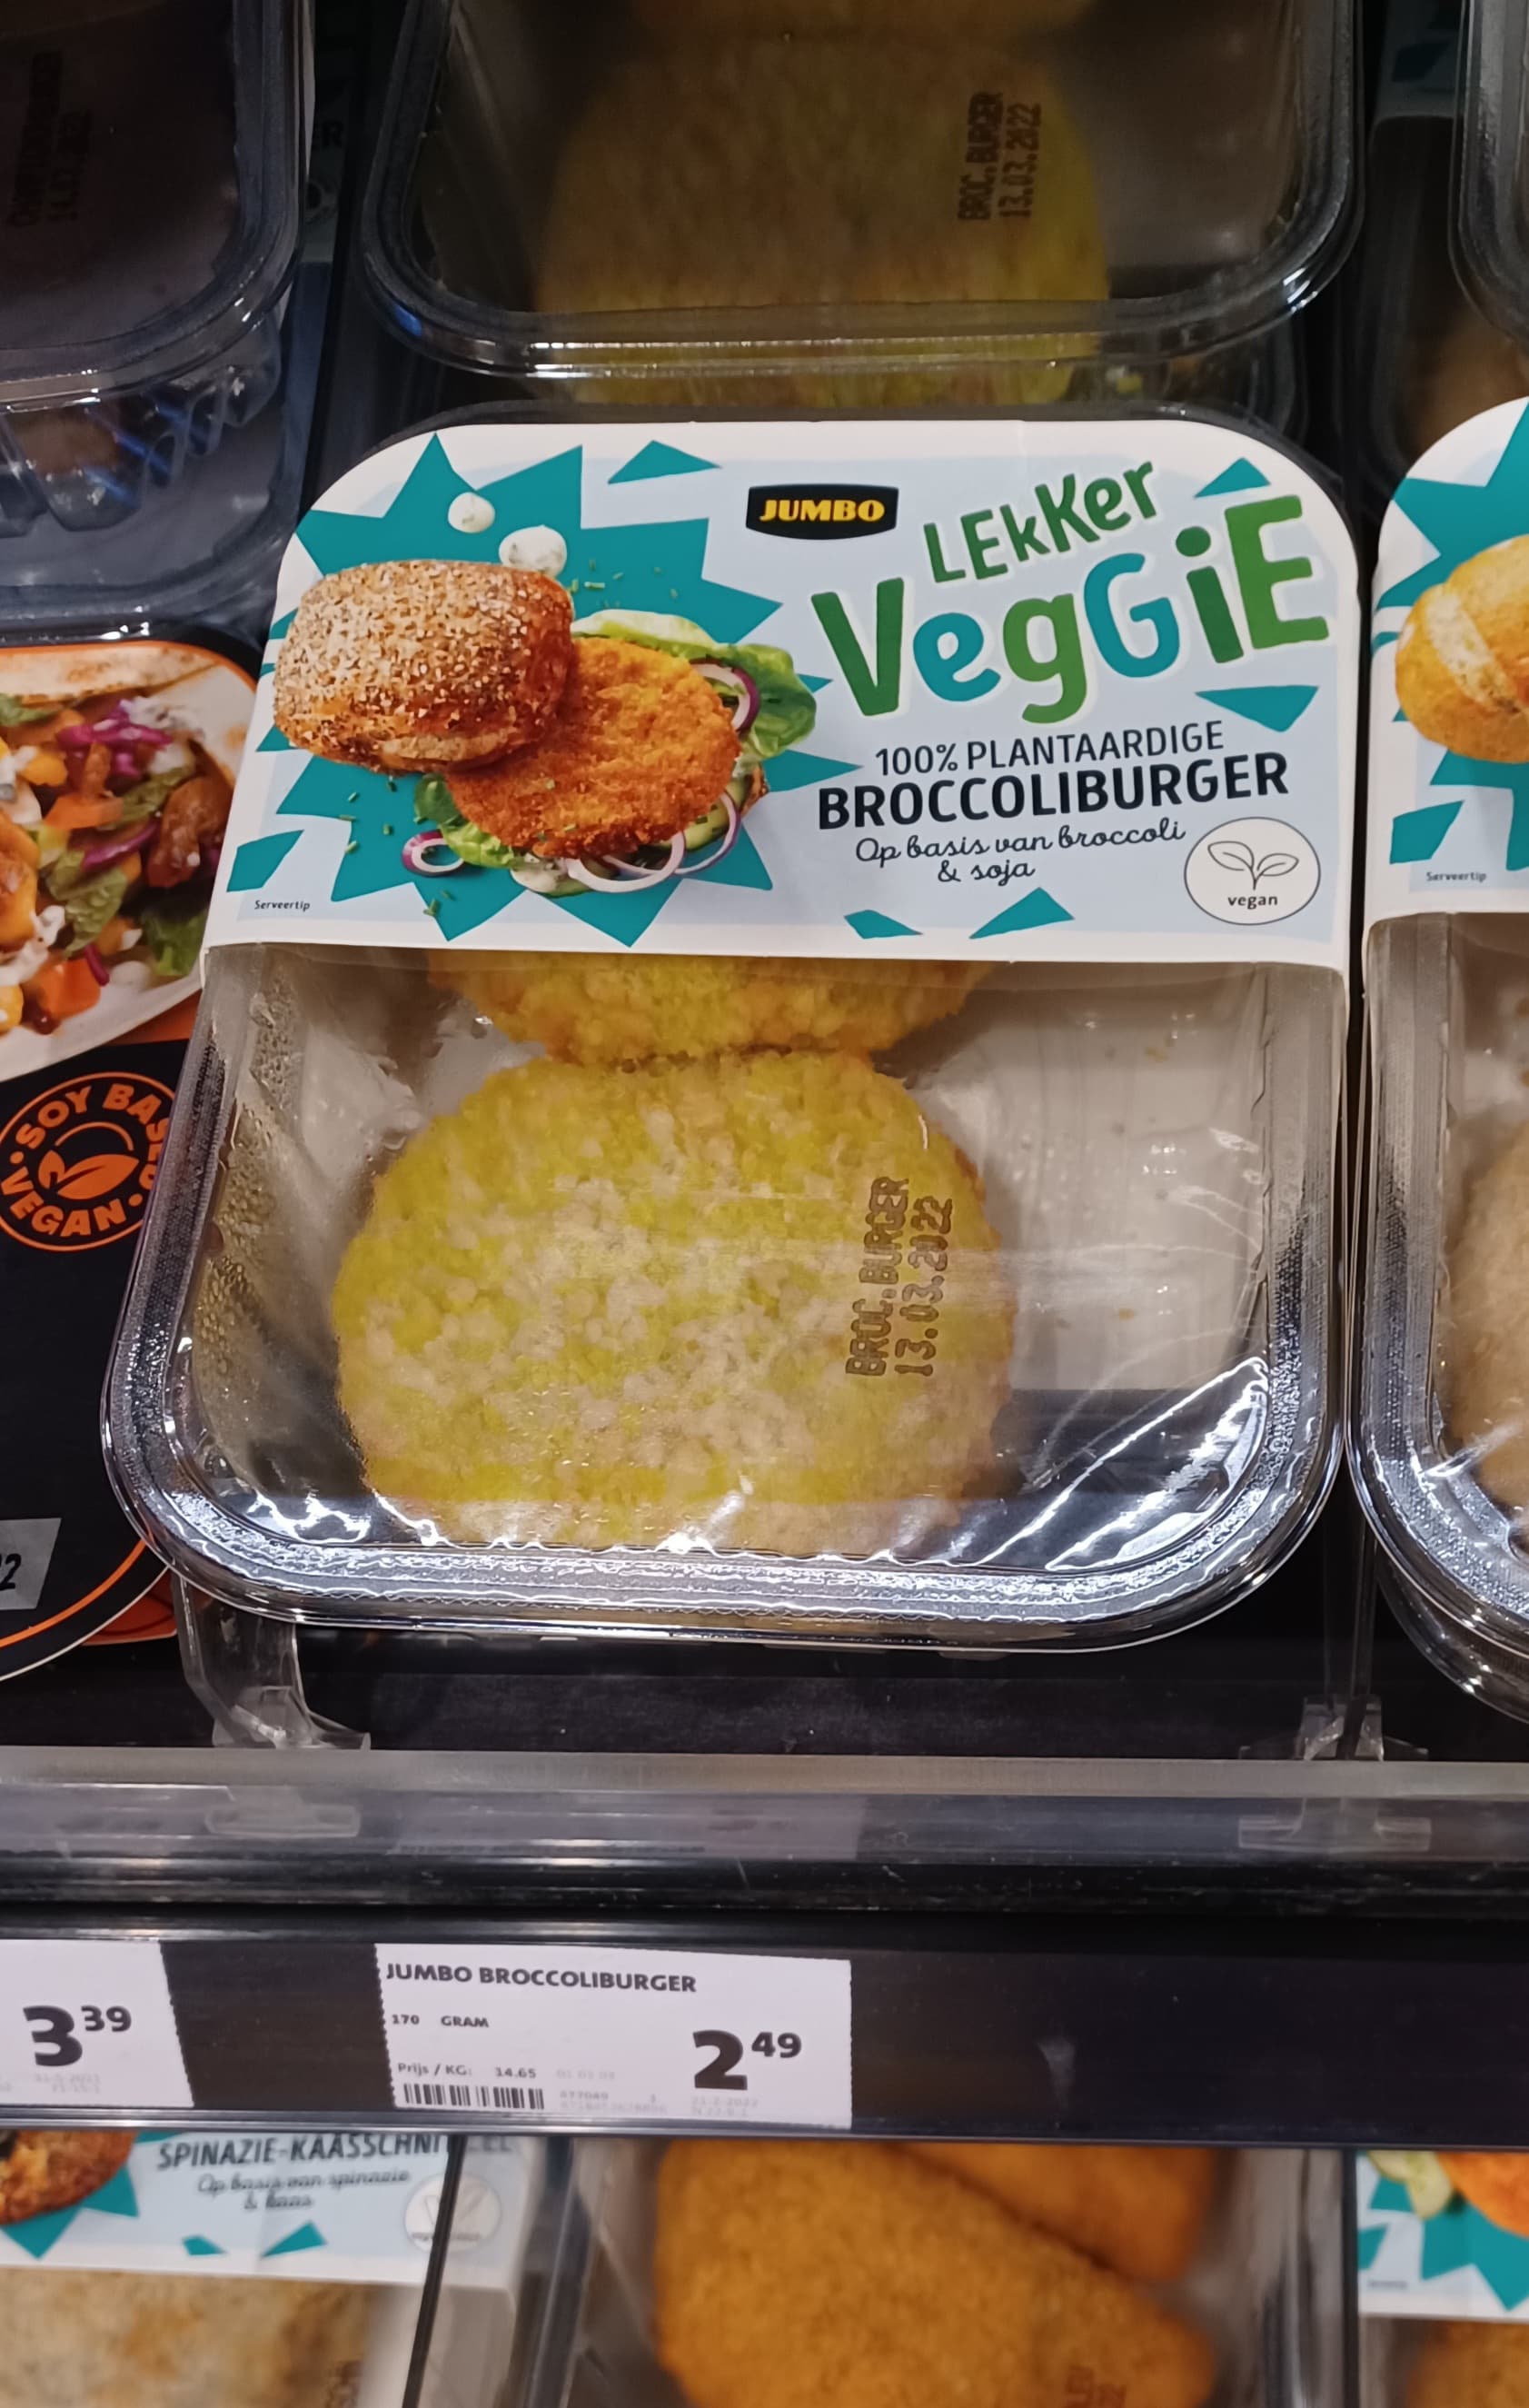 BROC.BURGER
13.03.2022
JUMBO
LEKKer
VegGiE
100% PLANTAARDIGE
BROCCOLIBURGER
Op basis van broccoli
& soja
vegan
Serveertip
Serveertip
SOY BAS
VEGAN
BROC.BURGER
13.03.2022
3 39
JUMBO BROCCOLIBURGER
170 GRAM
2 49
Prijs / KG: 14.65
SPINAZIE-KAASSCHNITZEL
Op basis van spinazie
& kaas